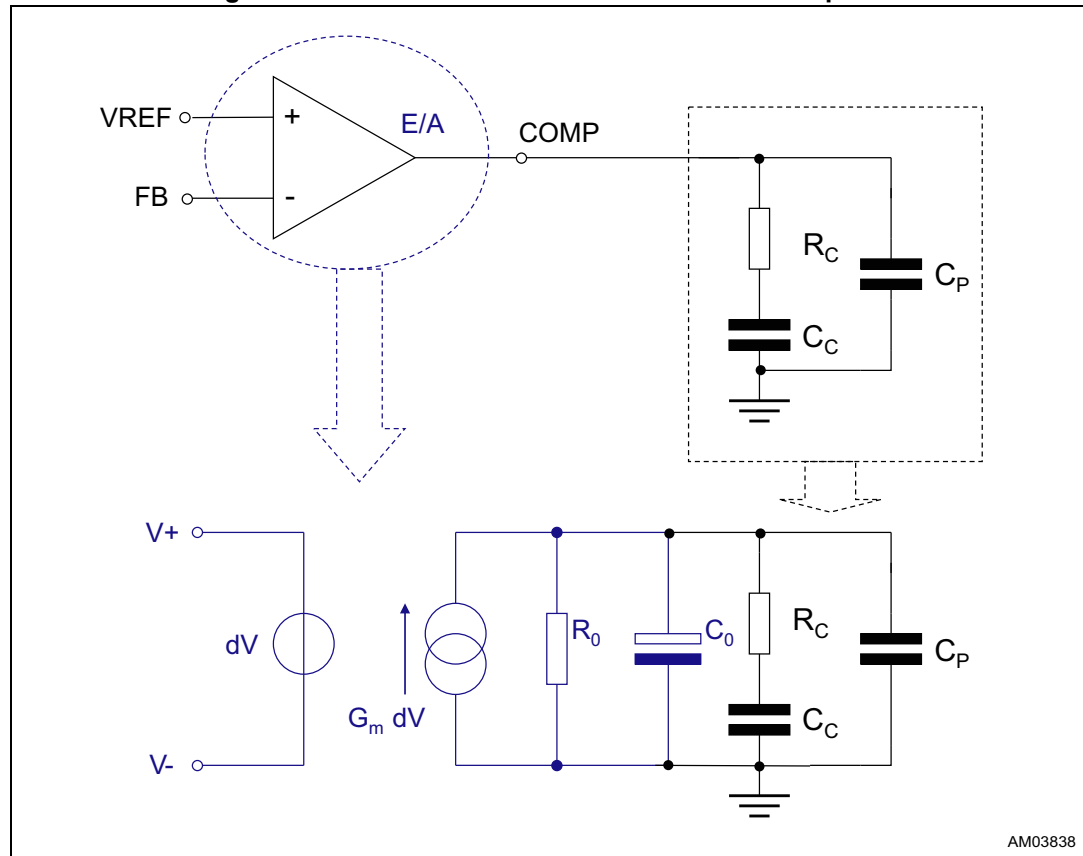 VREF
+
E/A
COMP
FB
-
R_C
C_P
C_C
V+
dV
G_m dV
R_0
C_0
R_C
C_P
C_C
V-
AM03838